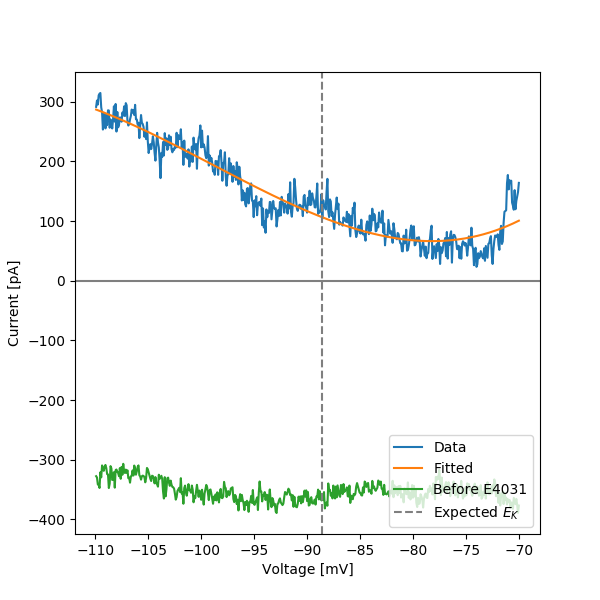 300
200
100
0
−100
−200
−300
−400
Current [pA]
Data
Fitted
Before E4031
Expected E_K
−110 −105 −100 −95 −90 −85 −80 −75 −70
Voltage [mV]